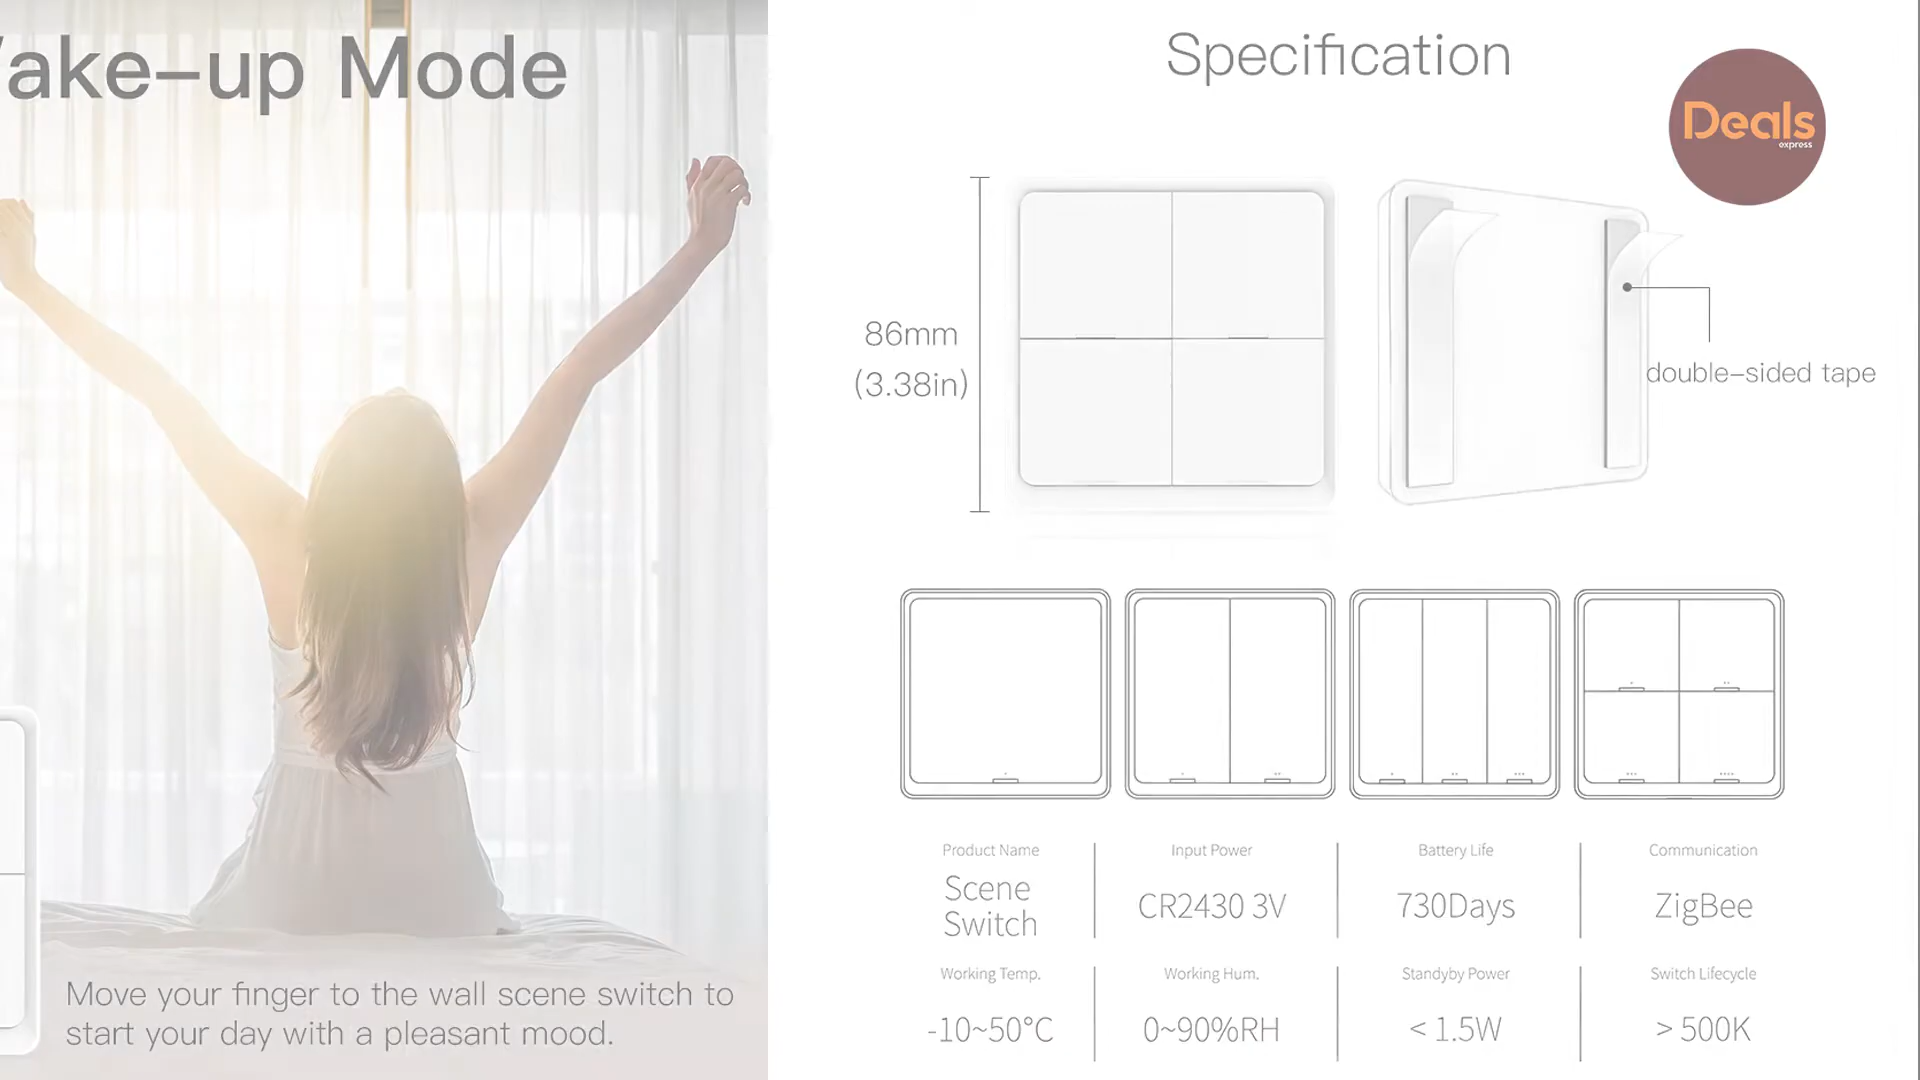 ake-up Mode
Move your finger to the wall scene switch to
start your day with a pleasant mood.
Specification
Deals
express
86mm
(3.38in)
double-sided tape
Product Name
Scene
Switch
Input Power
CR2430 3V
Battery Life
730Days
Communication
ZigBee
Working Temp.
-10~50°C
Working Hum.
0~90%RH
Standyby Power
< 1.5W
Switch Lifecycle
> 500K